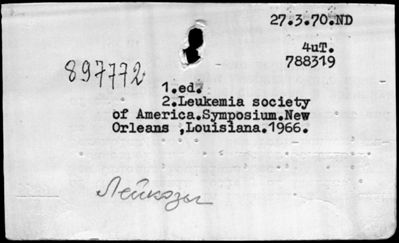 27.3.70.ND
4uT.
788319
897772
1.ed.
2.Leukemia society
of America.Symposium.New
Orleans ,Louisiana.1966.
Лейкозы